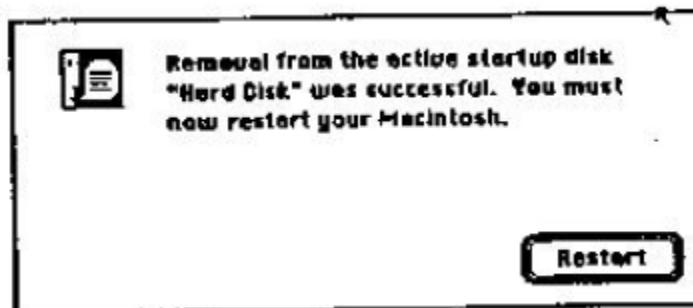 Removal from the active startup disk
"Hard Disk" was successful.  You must
now restart your Macintosh.
Restart